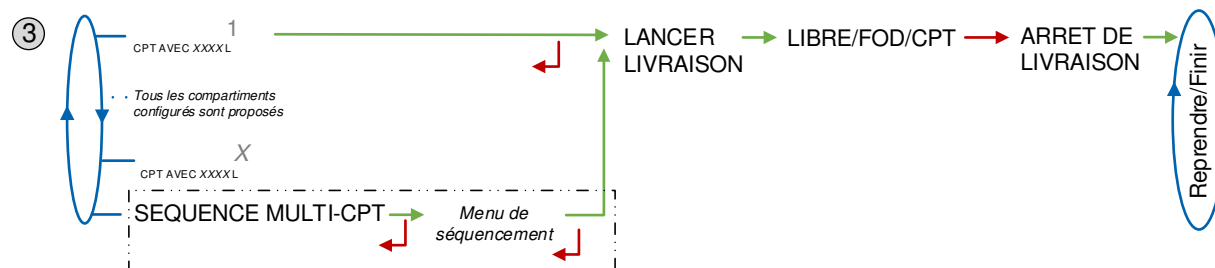 3
1
CPT AVEC XXXX L
LANCER
LIVRAISON
LIBRE/FOD/CPT
ARRET DE
LIVRAISON
Reprendre/Finir
Tous les compartiments
configurés sont proposés
X
CPT AVEC XXXX L
SEQUENCE MULTI-CPT
Menu de
séquencement